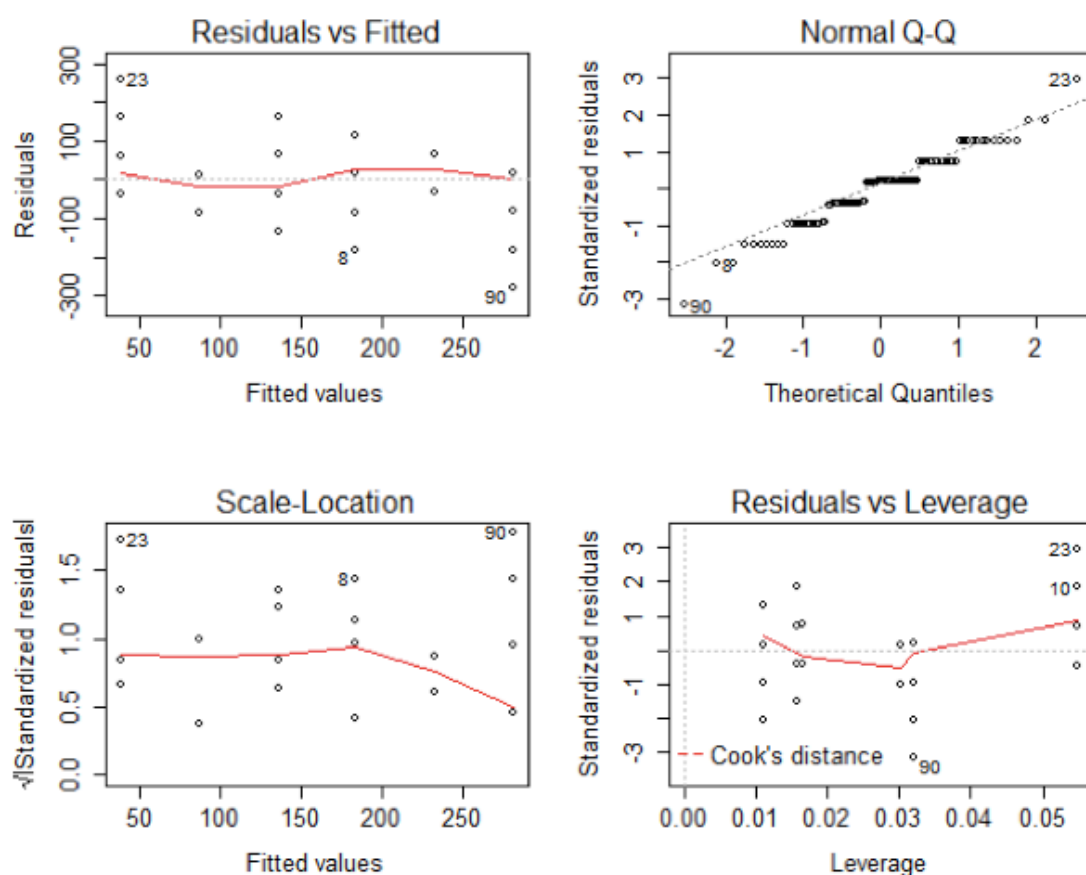 Residuals vs Fitted
Residuals
300
100
-100
-300
23
8
90
50 100 150 200 250
Fitted values
Normal Q-Q
Standardized residuals
3
2
1
-1
-3
23
8
90
-2 -1 0 1 2
Theoretical Quantiles
Scale-Location
√|Standardized residuals|
1.5
1.0
0.5
0.0
23
8
90
50 100 150 200 250
Fitted values
Residuals vs Leverage
Standardized residuals
3
2
1
-1
-3
23
10
90
Cook's distance
0.00 0.01 0.02 0.03 0.04 0.05
Leverage